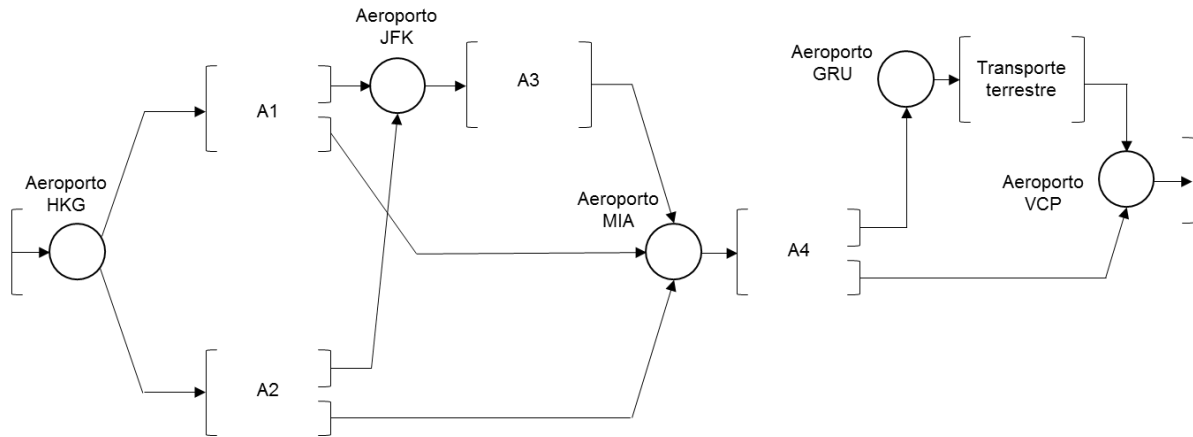 Aeroporto
JFK
A1
A3
Aeroporto
GRU
Transporte
terrestre
Aeroporto
HKG
Aeroporto
MIA
Aeroporto
VCP
A4
A2